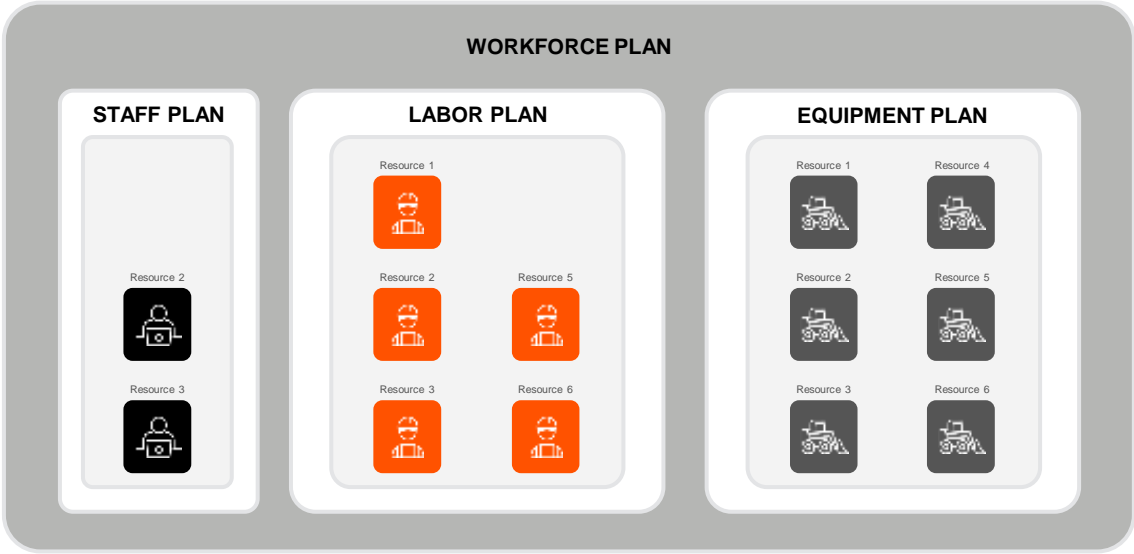 WORKFORCE PLAN
STAFF PLAN
Resource 2
Resource 3
LABOR PLAN
Resource 1
Resource 2
Resource 5
Resource 3
Resource 6
EQUIPMENT PLAN
Resource 1
Resource 4
Resource 2
Resource 5
Resource 3
Resource 6